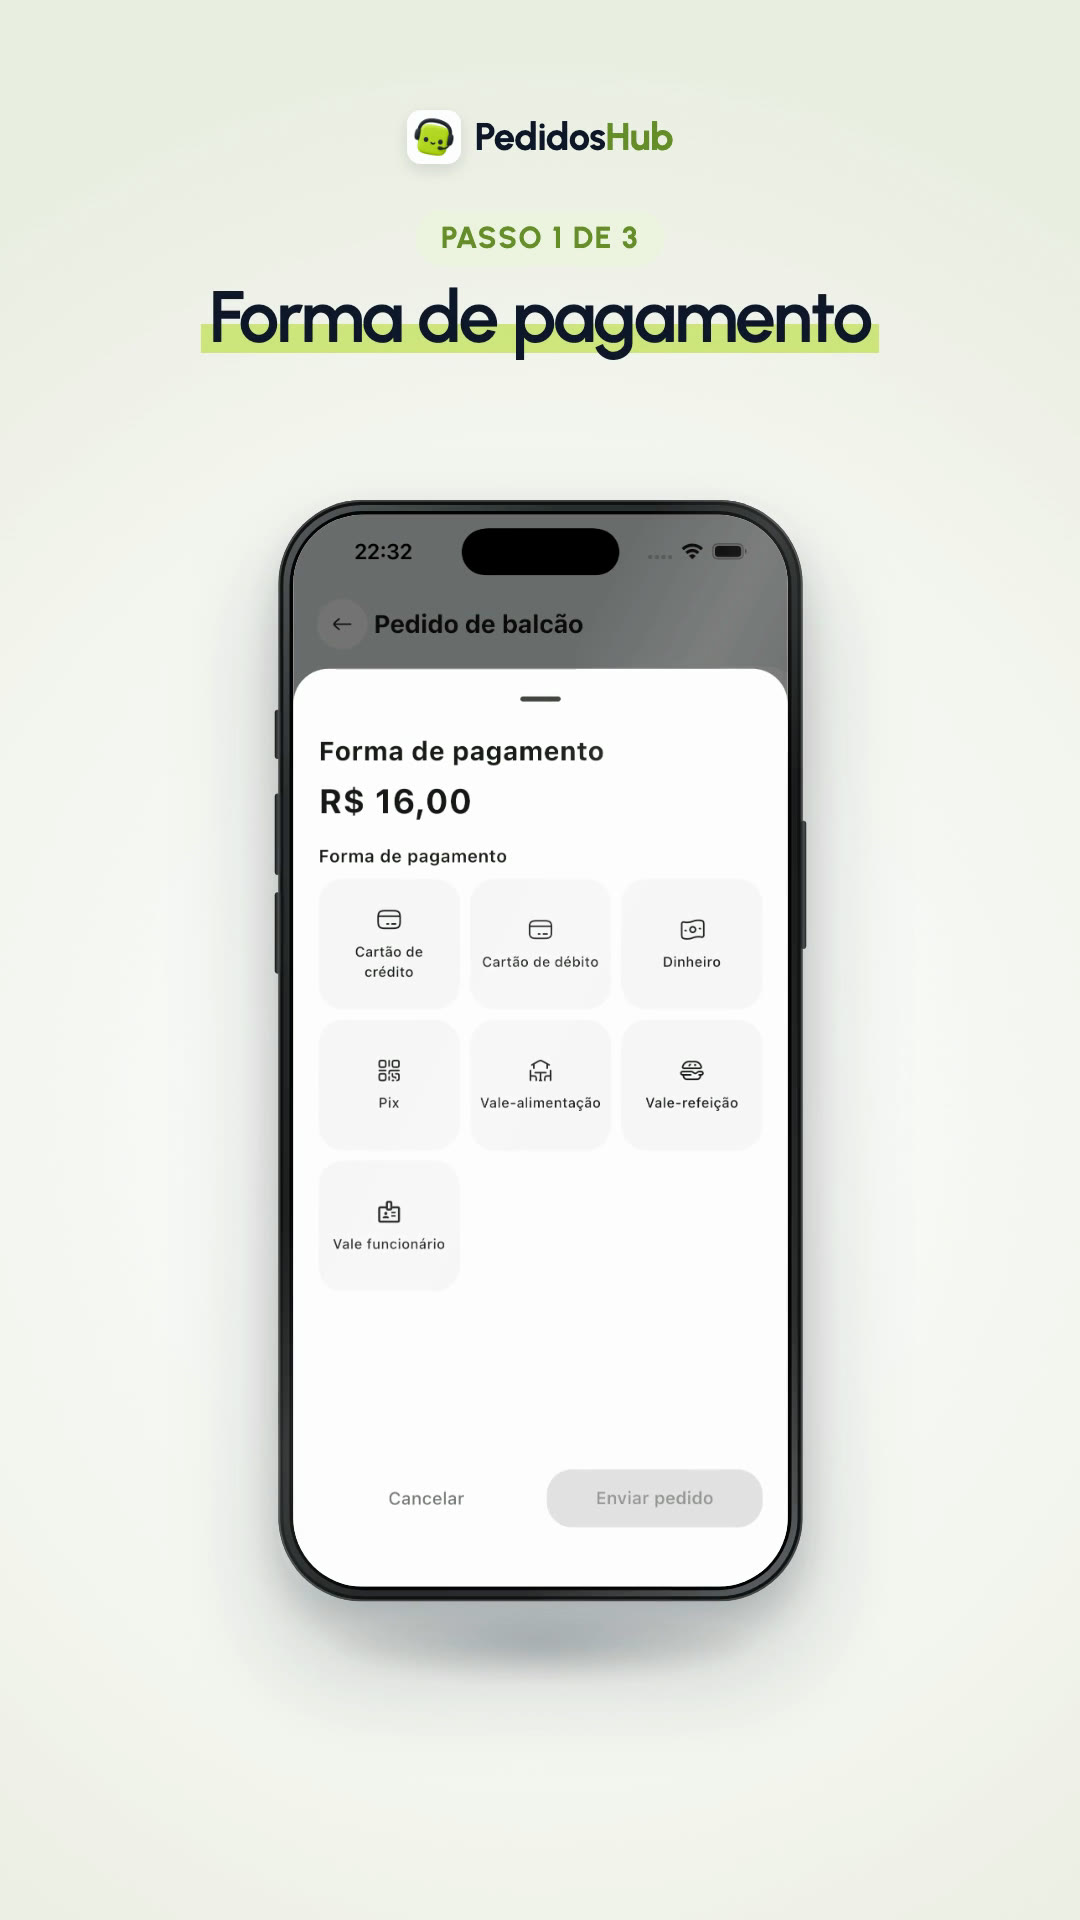 PedidosHub
PASSO 1 DE 3
Forma de pagamento
22:32
Pedido de balcão
Forma de pagamento
R$ 16,00
Forma de pagamento
Cartão de
crédito
Cartão de débito
Dinheiro
Pix
Vale-alimentação
Vale-refeição
Vale funcionário
Cancelar
Enviar pedido